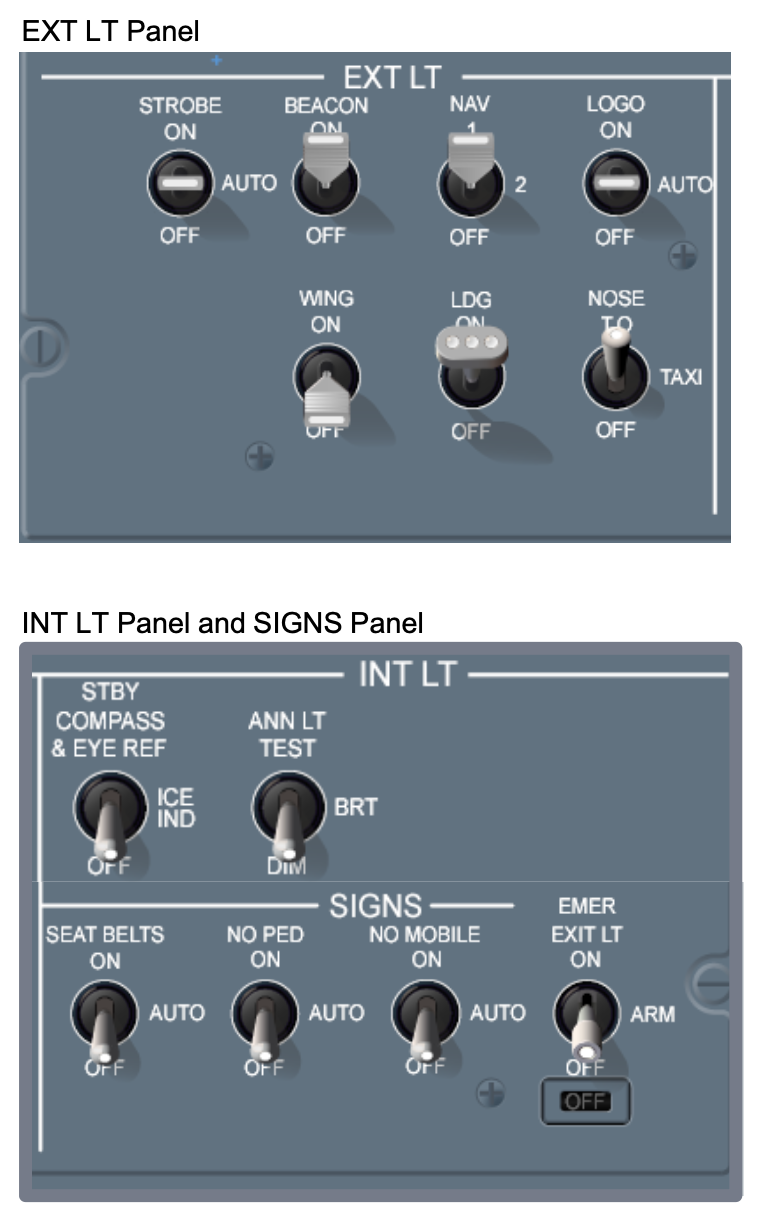 EXT LT Panel
EXT LT
STROBE BEACON NAV LOGO
ON ON 1 ON
AUTO 2 AUTO
OFF OFF OFF OFF
WING LDG NOSE
ON ON T.O
TAXI
OFF OFF OFF
INT LT Panel and SIGNS Panel
INT LT
STBY
COMPASS ANN LT
& EYE REF TEST
ICE
IND BRT
OFF DIM
SIGNS EMER
SEAT BELTS NO PED NO MOBILE EXIT LT
ON ON ON ON
AUTO AUTO AUTO ARM
OFF OFF OFF OFF
OFF